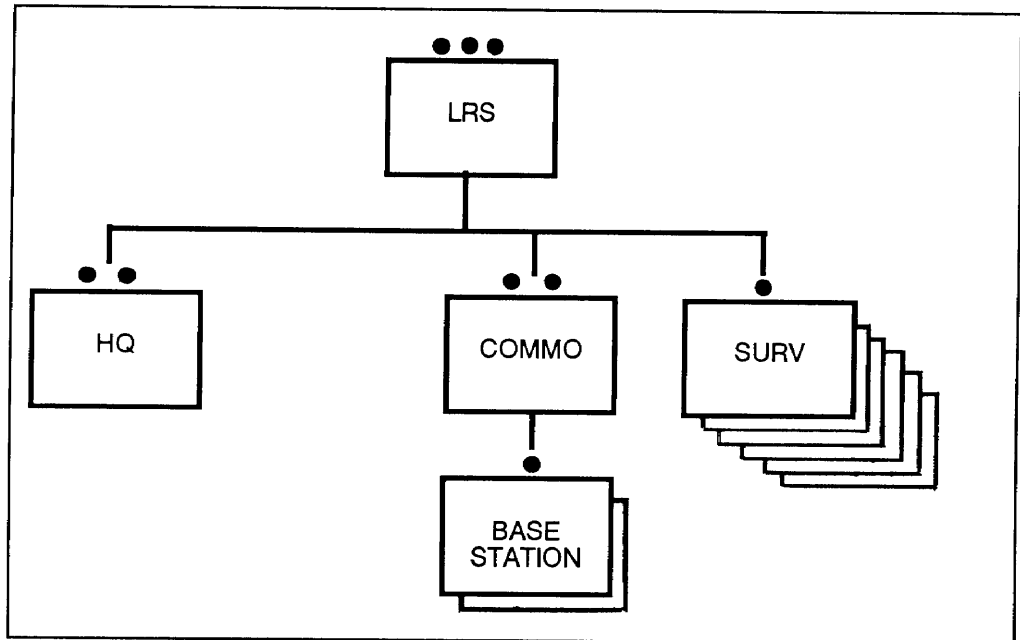 LRS
HQ
COMMO
SURV
BASE
STATION